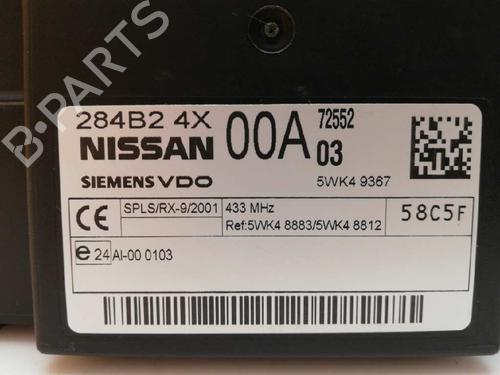 B-PARTS
284B2 4X 00A 72552
NISSAN 03
SIEMENS VDO 5WK4 9367
CE SPLS/RX-9/2001 433 MHz 58C5F
Ref:5WK4 8883/5WK4 8812
e 24 AI-00 0103